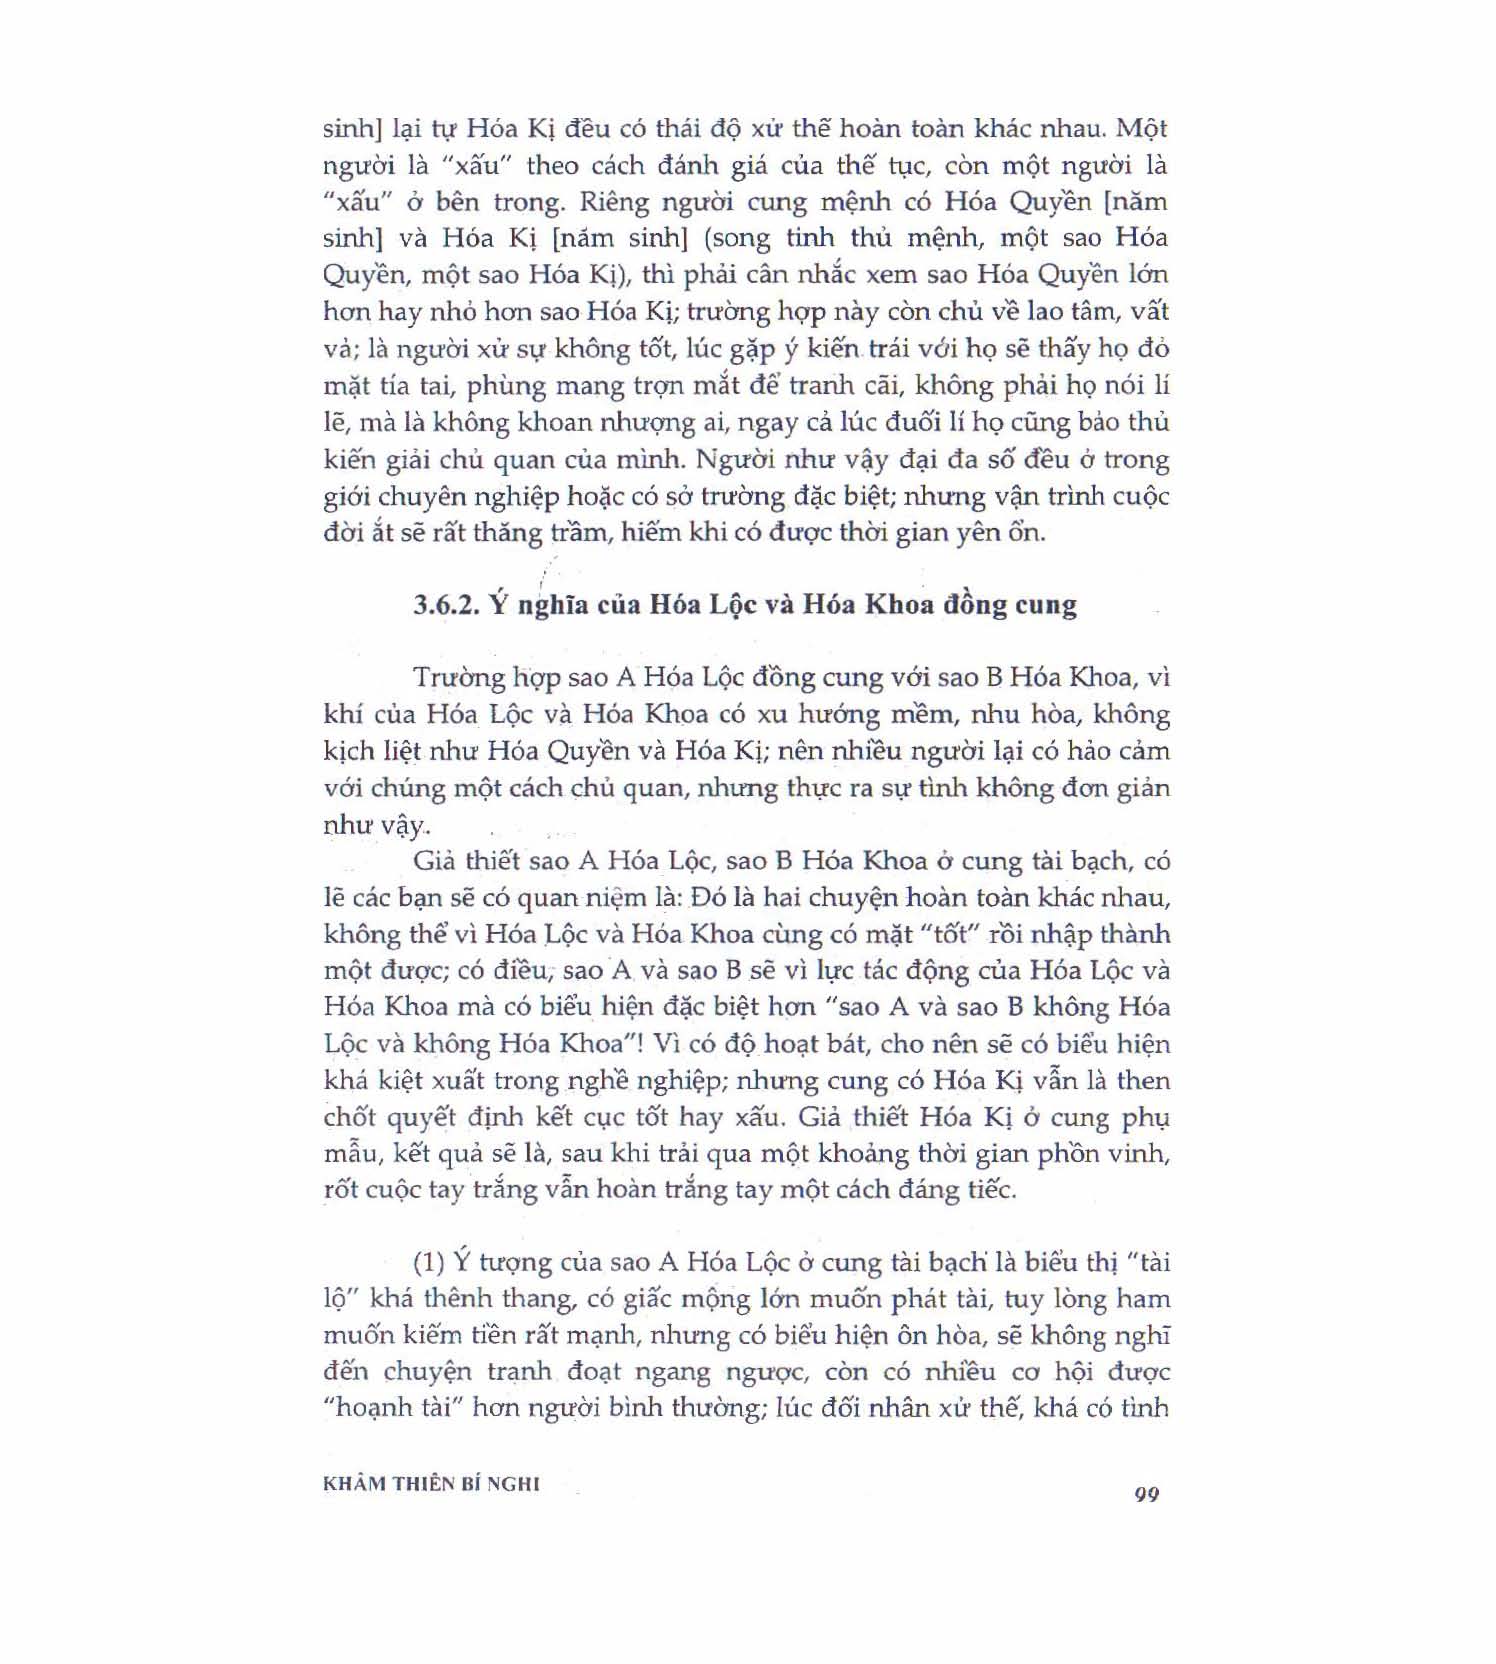 sinh] lại tự Hóa Kị đều có thái độ xử thế hoàn toàn khác nhau. Một
người là "xấu" theo cách đánh giá của thế tục, còn một người là
"xấu" ở bên trong. Riêng người cung mệnh có Hóa Quyền [năm
sinh] và Hóa Kị [năm sinh] (song tinh thủ mệnh, một sao Hóa
Quyền, một sao Hóa Kị), thì phải cân nhắc xem sao Hóa Quyền lớn
hơn hay nhỏ hơn sao Hóa Kị; trường hợp này còn chủ về lao tâm, vất
vả; là người xử sự không tốt, lúc gặp ý kiến trái với họ sẽ thấy họ đỏ
mặt tía tai, phùng mang trợn mắt để tranh cãi, không phải họ nói lí
lẽ, mà là không khoan nhượng ai, ngay cả lúc đuối lí họ cũng bảo thủ
kiến giải chủ quan của mình. Người như vậy đại đa số đều ở trong
giới chuyên nghiệp hoặc có sở trường đặc biệt; nhưng vận trình cuộc
đời ắt sẽ rất thăng trầm, hiếm khi có được thời gian yên ổn.
3.6.2. Ý nghĩa của Hóa Lộc và Hóa Khoa đồng cung
Trường hợp sao A Hóa Lộc đồng cung với sao B Hóa Khoa, vì
khí của Hóa Lộc và Hóa Khoa có xu hướng mềm, nhu hòa, không
kịch liệt như Hóa Quyền và Hóa Kị; nên nhiều người lại có hảo cảm
với chúng một cách chủ quan, nhưng thực ra sự tình không đơn giản
như vậy.
Giả thiết sao A Hóa Lộc, sao B Hóa Khoa ở cung tài bạch, có
lẽ các bạn sẽ có quan niệm là: Đó là hai chuyện hoàn toàn khác nhau,
không thể vì Hóa Lộc và Hóa Khoa cùng có mặt "tốt" rồi nhập thành
một được; có điều, sao A và sao B sẽ vì lực tác động của Hóa Lộc và
Hóa Khoa mà có biểu hiện đặc biệt hơn "sao A và sao B không Hóa
Lộc và không Hóa Khoa"! Vì có độ hoạt bát, cho nên sẽ có biểu hiện
khá kiệt xuất trong nghề nghiệp; nhưng cung có Hóa Kị vẫn là then
chốt quyết định kết cục tốt hay xấu. Giả thiết Hóa Kị ở cung phụ
mẫu, kết quả sẽ là, sau khi trải qua một khoảng thời gian phồn vinh,
rốt cuộc tay trắng vẫn hoàn trắng tay một cách đáng tiếc.
(1) Ý tượng của sao A Hóa Lộc ở cung tài bạch là biểu thị "tài
lộ" khá thênh thang, có giấc mộng lớn muốn phát tài, tuy lòng ham
muốn kiếm tiền rất mạnh, nhưng có biểu hiện ôn hòa, sẽ không nghĩ
đến chuyện tranh đoạt ngang ngược, còn có nhiều cơ hội được
"hoạnh tài" hơn người bình thường; lúc đối nhân xử thế, khá có tình
KHÂM THIÊN BÍ NGHI
99